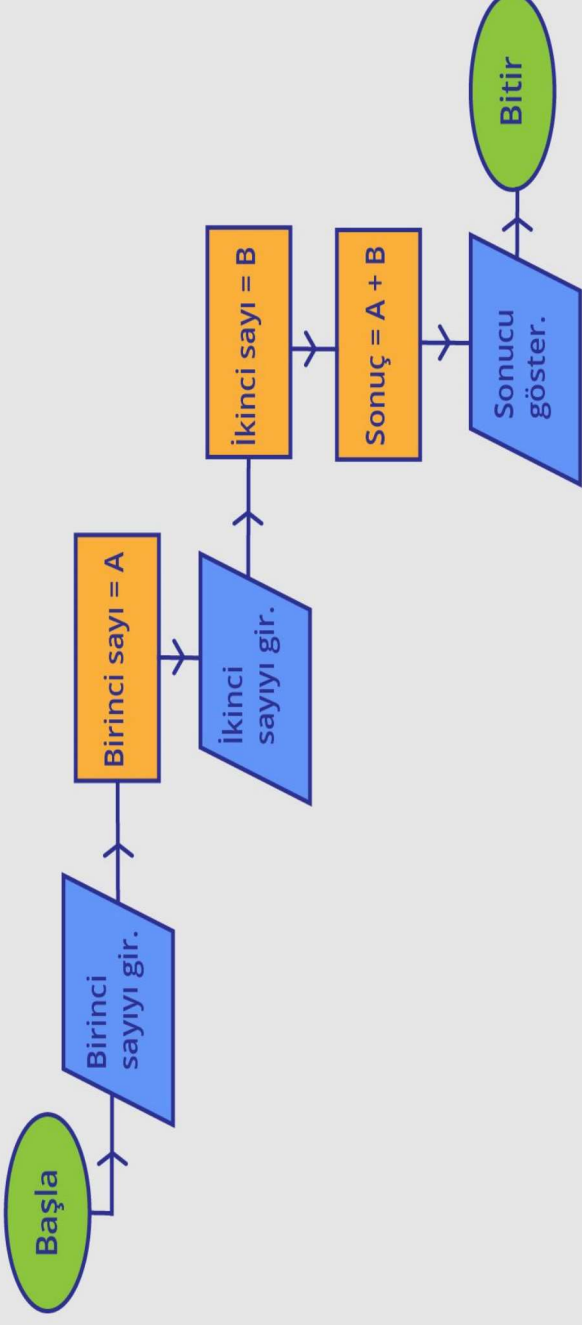 Başla
Birinci
sayıyı gir.
Birinci sayı = A
İkinci
sayıyı gir.
İkinci sayı = B
Sonuç = A + B
Sonucu
göster.
Bitir